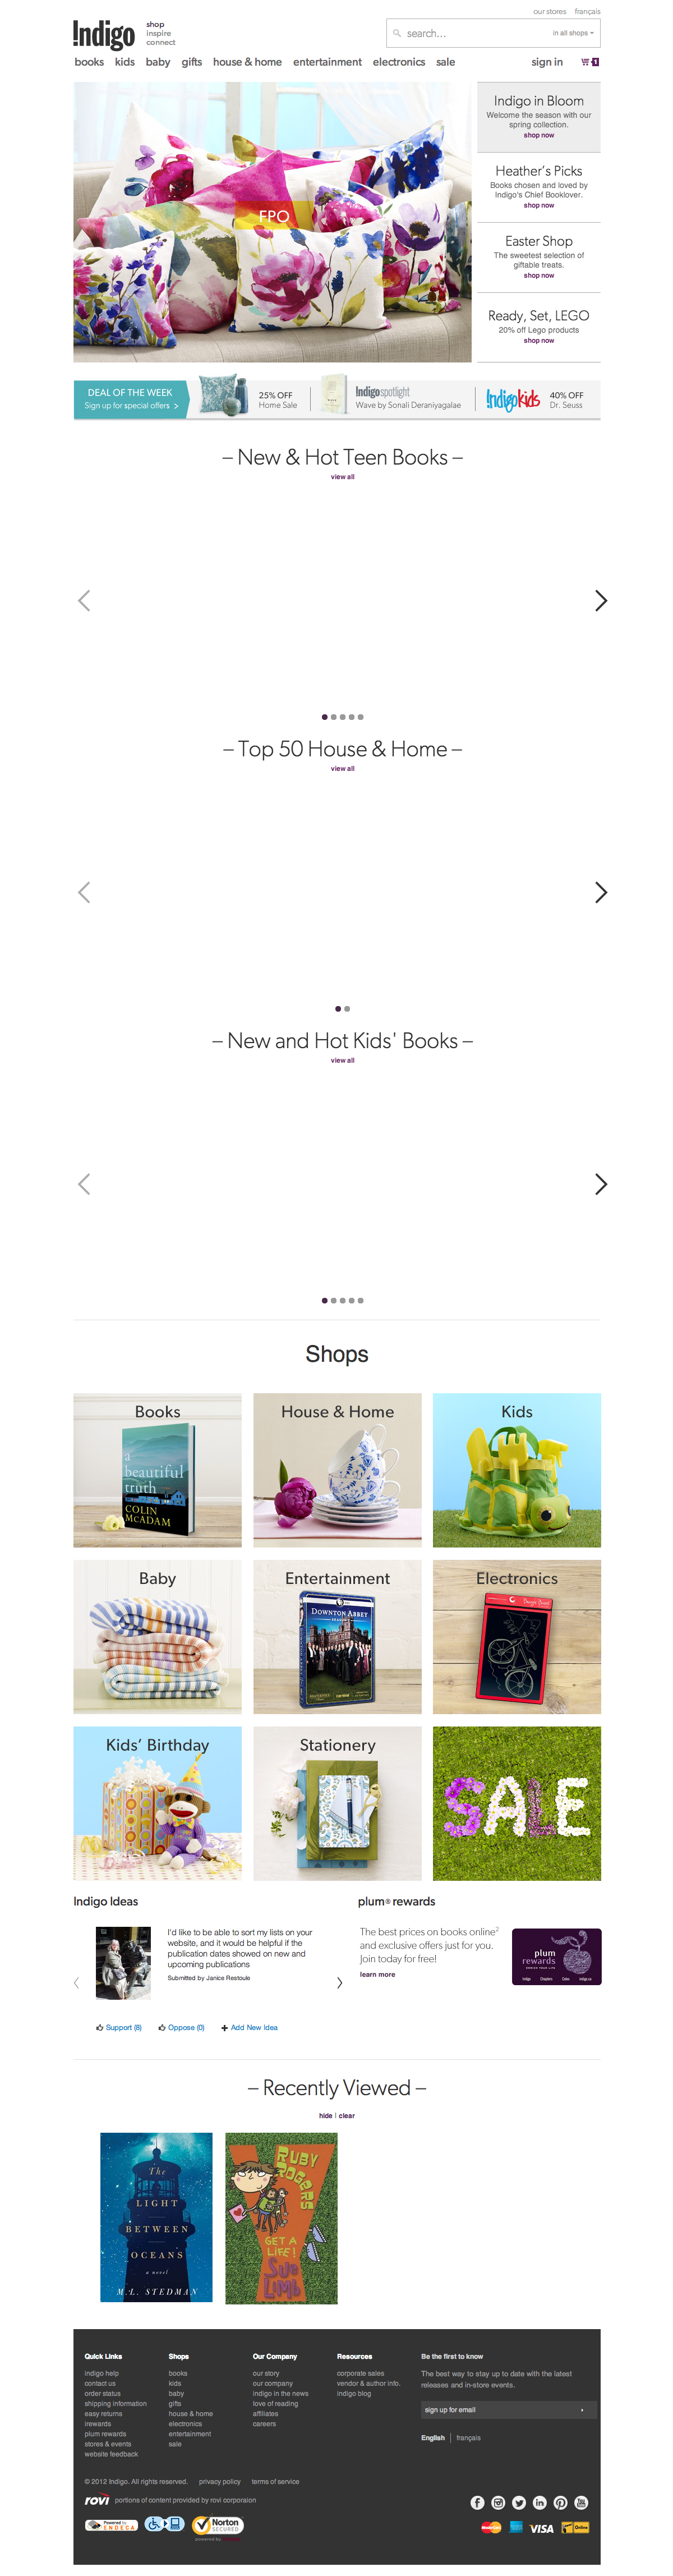 our stores français
!ndigo
shop
inspire
connect
search... in all shops
books kids baby gifts house & home entertainment electronics sale sign in 1
FPO
Indigo in Bloom
Welcome the season with our
spring collection.
shop now
Heather's Picks
Books chosen and loved by
Indigo's Chief Booklover.
shop now
Easter Shop
The sweetest selection of
giftable treats.
shop now
Ready, Set, LEGO
20% off Lego products
shop now
DEAL OF THE WEEK
Sign up for special offers >
25% OFF
Home Sale
!ndigospotlight
Wave by Sonali Deraniyagalae
!ndigokids
40% OFF
Dr. Seuss
– New & Hot Teen Books –
view all
– Top 50 House & Home –
view all
– New and Hot Kids' Books –
view all
Shops
Books
a
beautiful
truth
COLIN
McADAM
House & Home
Kids
Baby
Entertainment
DOWNTON ABBEY
Electronics
Kids' Birthday
Stationery
SALE
Indigo Ideas
I'd like to be able to sort my lists on your
website, and it would be helpful if the
publication dates showed on new and
upcoming publications
Submitted by Janice Restoule
Support (8) Oppose (0) Add New Idea
plum® rewards
The best prices on books online2
and exclusive offers just for you.
Join today for free!
learn more
plum
rewards
Indigo Chapters Coles indigo.ca
– Recently Viewed –
hide | clear
The
LIGHT
BETWEEN
OCEANS
a novel
M.L. STEDMAN
RUBY
ROGERS
GET A
LIFE!
Sue
Limb
Quick Links
indigo help
contact us
order status
shipping information
easy returns
irewards
plum rewards
stores & events
website feedback
Shops
books
kids
baby
gifts
house & home
electronics
entertainment
sale
Our Company
our story
our company
indigo in the news
love of reading
affiliates
careers
Resources
corporate sales
vendor & author info.
indigo blog
Be the first to know
The best way to stay up to date with the latest
releases and in-store events.
sign up for email
English | français
© 2012 Indigo. All rights reserved. privacy policy terms of service
rovi portions of content provided by rovi corporaion
Powered by
ENDECA
Norton
SECURED
powered by
MasterCard VISA Online